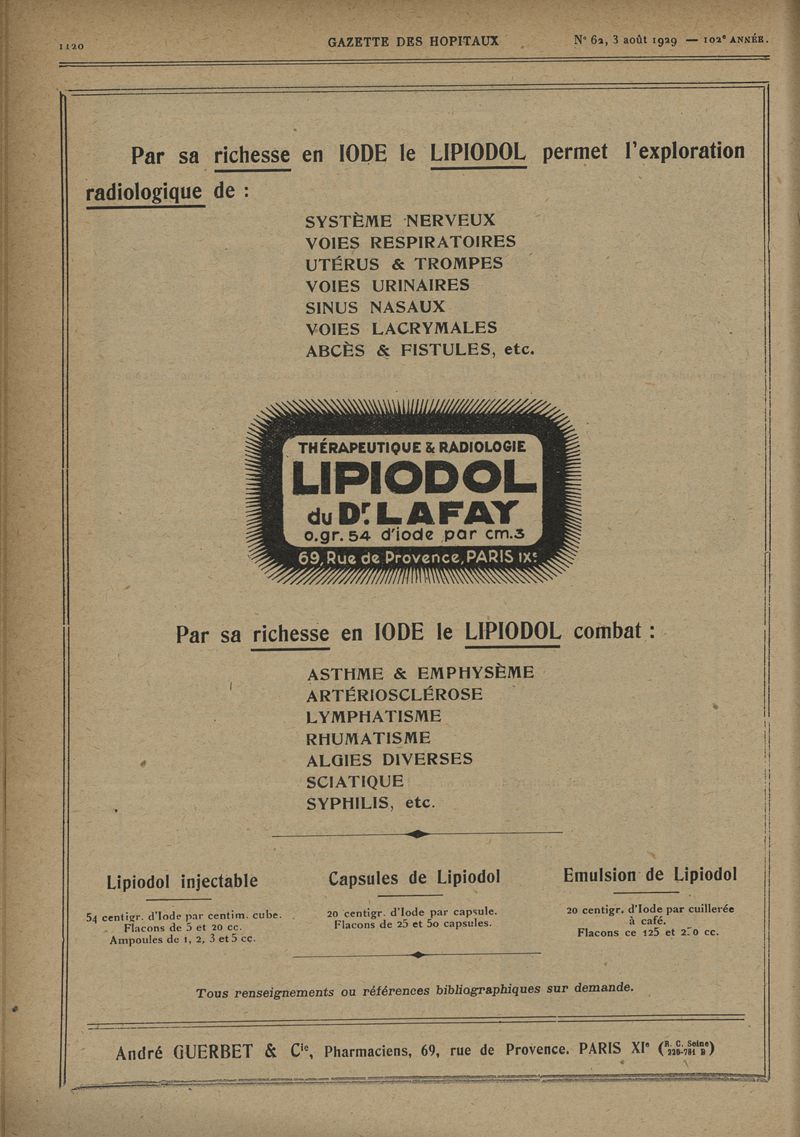 1120
GAZETTE DES HOPITAUX
N° 62, 3 août 1929 — 102e ANNÉE.
Par sa richesse en IODE le LIPIODOL permet l'exploration
radiologique de :
SYSTÈME NERVEUX
VOIES RESPIRATOIRES
UTÉRUS & TROMPES
VOIES URINAIRES
SINUS NASAUX
VOIES LACRYMALES
ABCÈS & FISTULES, etc.
THÉRAPEUTIQUE & RADIOLOGIE
LIPIODOL
du Dr. LAFAY
0.gr. 54 d'iode par cm.3
69, Rue de Provence, PARIS IXe
Par sa richesse en IODE le LIPIODOL combat :
ASTHME & EMPHYSÈME
ARTÉRIOSCLÉROSE
LYMPHATISME
RHUMATISME
ALGIES DIVERSES
SCIATIQUE
SYPHILIS, etc.
Lipiodol injectable
54 centigr. d'Iode par centim. cube.
Flacons de 5 et 20 cc.
Ampoules de 1, 2, 3 et 5 cc.
Capsules de Lipiodol
20 centigr. d'Iode par capsule.
Flacons de 25 et 50 capsules.
Emulsion de Lipiodol
20 centigr. d'Iode par cuillerée
à café.
Flacons ce 125 et cc.
Tous renseignements ou références bibliographiques sur demande.
André GUERBET & Cie, Pharmaciens, 69, rue de Provence. PARIS XIe (R. C. Seine
B)